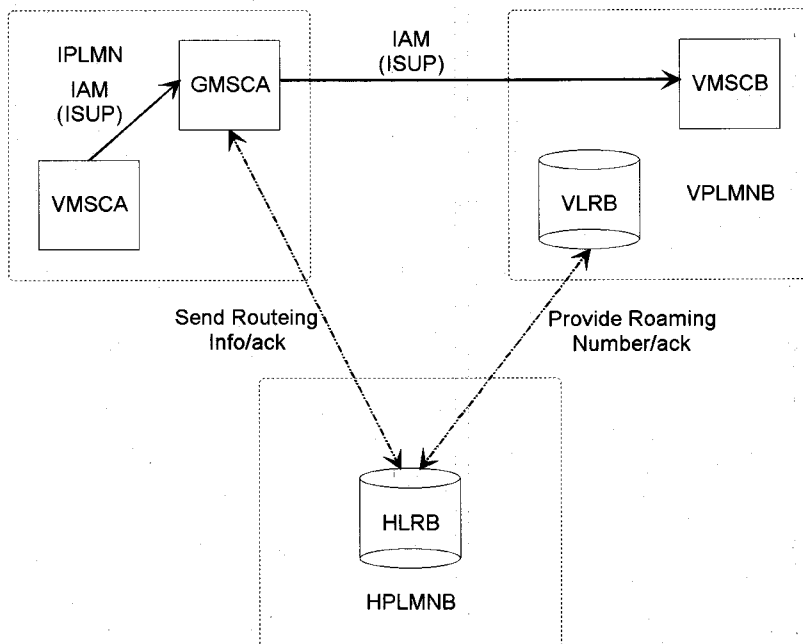 IPLMN
IAM
(ISUP)
GMSCA
VMSCA
IAM
(ISUP)
VMSCB
VLRB
VPLMNB
Send Routeing
Info/ack
Provide Roaming
Number/ack
HLRB
HPLMNB